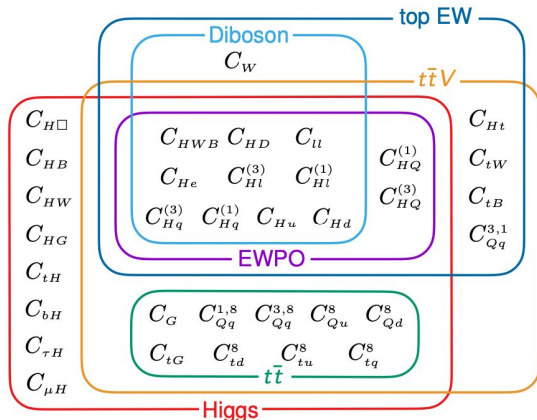 top EW
Diboson
C_W
tt̄V
C_{H□}
C_{HB}
C_{HW}
C_{HG}
C_{tH}
C_{bH}
C_{τH}
C_{μH}
C_{HWB} C_{HD} C_{ll}
C_{He} C_{Hl}^{(3)} C_{Hl}^{(1)}
C_{Hq}^{(3)} C_{Hq}^{(1)} C_{Hu} C_{Hd}
C_{HQ}^{(1)}
C_{HQ}^{(3)}
C_{Ht}
C_{tW}
C_{tB}
C_{Qq}^{3,1}
EWPO
C_G C_{Qq}^{1,8} C_{Qq}^{3,8} C_{Qu}^{8} C_{Qd}^{8}
C_{tG} C_{td}^{8} C_{tu}^{8} C_{tq}^{8}
tt̄
Higgs